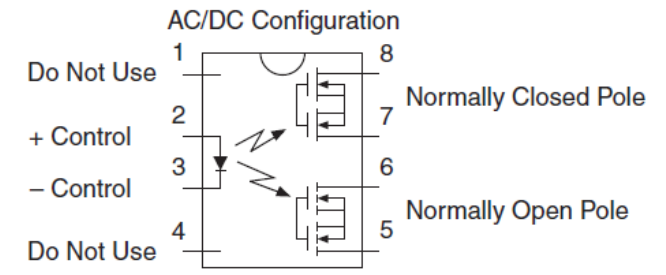 AC/DC Configuration
1 8
Do Not Use
Normally Closed Pole
2 7
+ Control
3 6
– Control
Normally Open Pole
4 5
Do Not Use